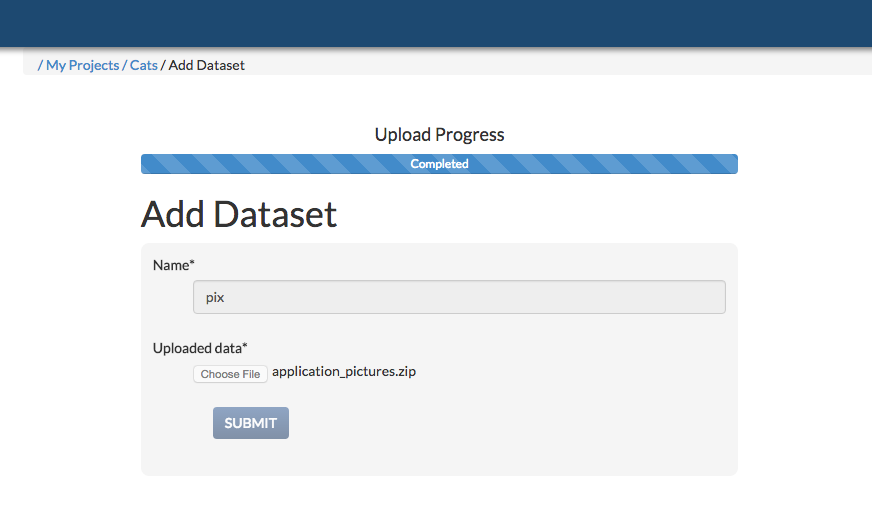 / My Projects / Cats / Add Dataset
Upload Progress
Completed
Add Dataset
Name*
pix
Uploaded data*
Choose File application_pictures.zip
SUBMIT